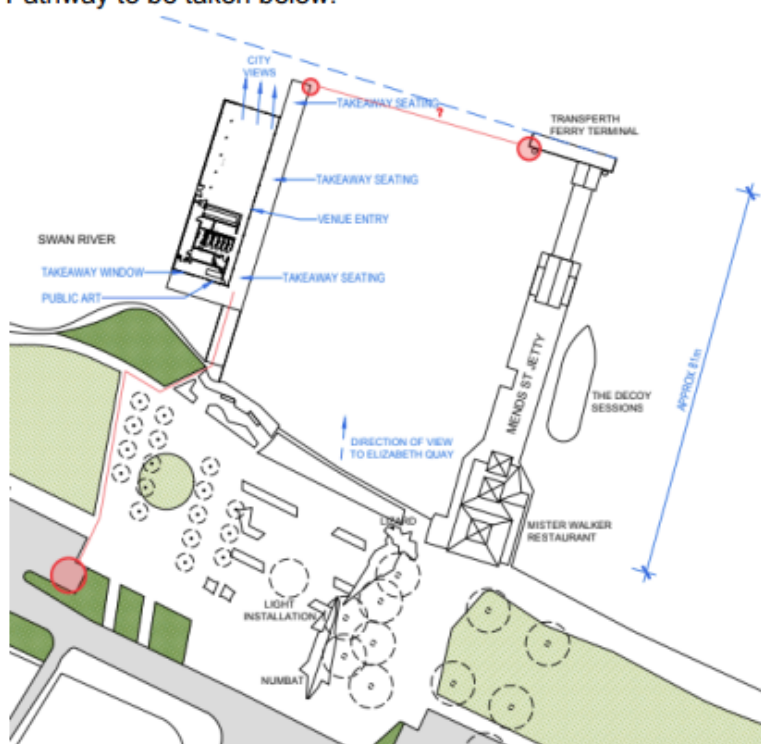 Pathway to be taken below:
CITY
VIEWS
TAKEAWAY SEATING
?
TRANSPERTH
FERRY TERMINAL
TAKEAWAY SEATING
VENUE ENTRY
SWAN RIVER
TAKEAWAY WINDOW
TAKEAWAY SEATING
PUBLIC ART
MENDS ST JETTY
APPROX 81m
THE DECOY
SESSIONS
DIRECTION OF VIEW
TO ELIZABETH QUAY
LIZARD
MISTER WALKER
RESTAURANT
LIGHT
INSTALLATION
NUMBAT